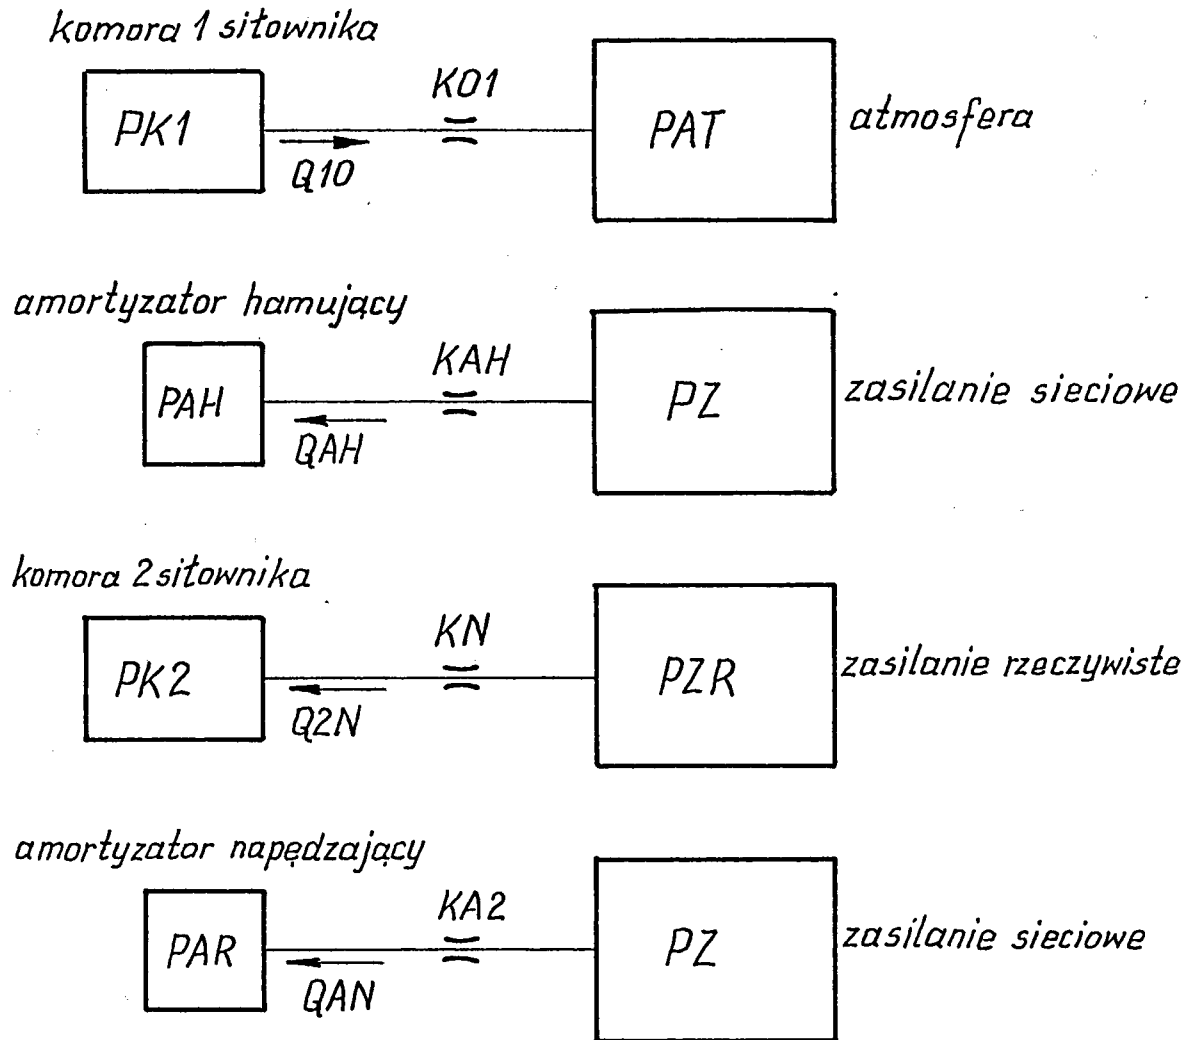 komora 1 siłownika
PK1
Q10
KO1
PAT
atmosfera
amortyzator hamujący
PAH
QAH
KAH
PZ
zasilanie sieciowe
komora 2 siłownika
PK2
Q2N
KN
PZR
zasilanie rzeczywiste
amortyzator napędzający
PAR
QAN
KA2
PZ
zasilanie sieciowe